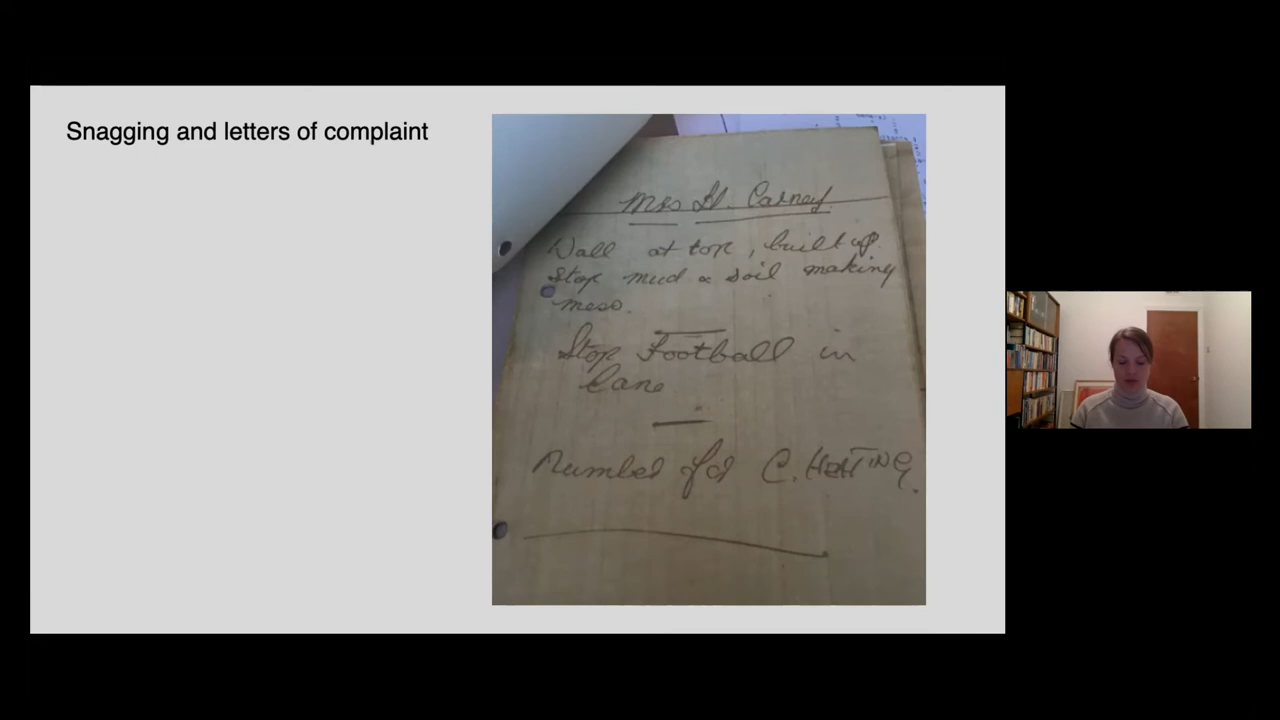 Snagging and letters of complaint
Mrs H. Carney
Wall at top, built up.
Stop mud & soil making
mess.
Stop Football in
Lane
Number C. HEATING.